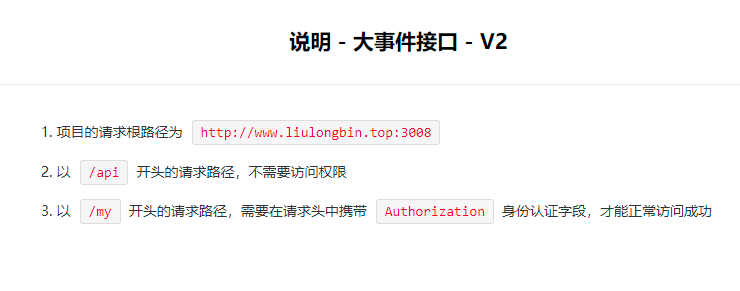 说明 - 大事件接口 - V2
1. 项目的请求根路径为 http://www.liulongbin.top:3008
2. 以 /api 开头的请求路径，不需要访问权限
3. 以 /my 开头的请求路径，需要在请求头中携带 Authorization 身份认证字段，才能正常访问成功